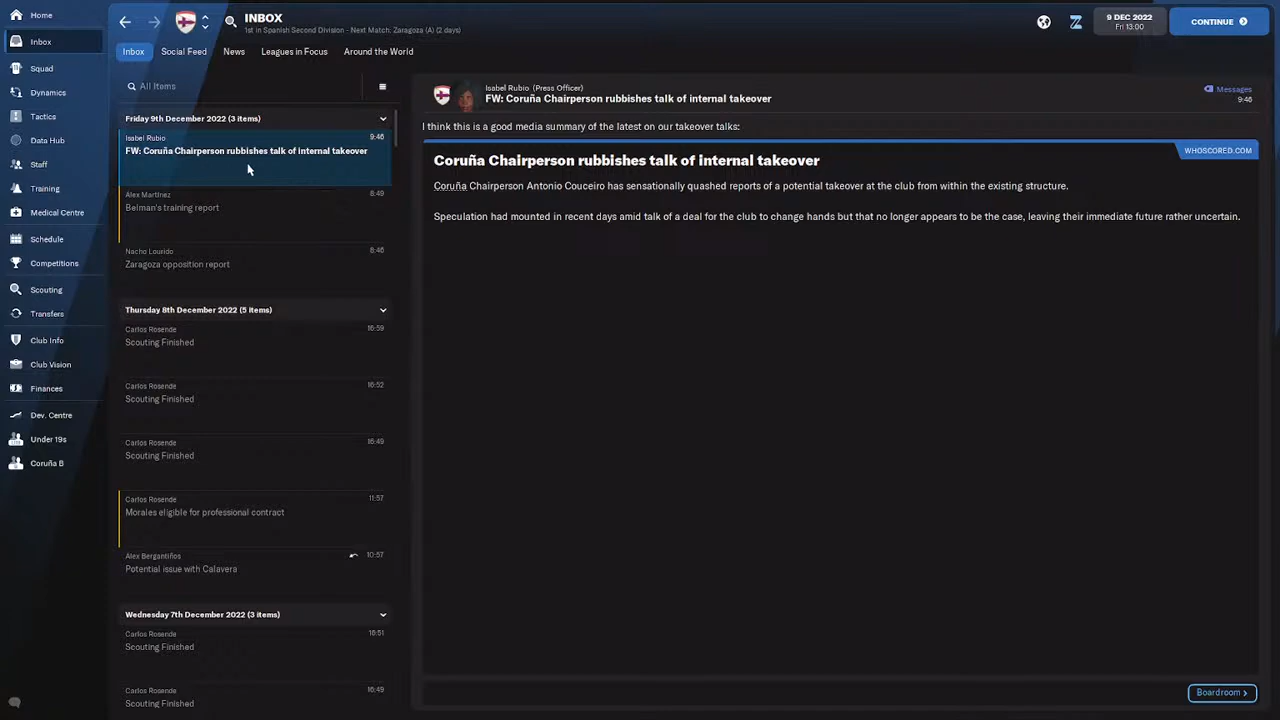 Home
Inbox
Squad
Dynamics
Tactics
Data Hub
Staff
Training
Medical Centre
Schedule
Competitions
Scouting
Transfers
Club Info
Club Vision
Finances
Dev. Centre
Under 19s
Coruña B
INBOX
1st in Spanish Second Division - Next Match: Zaragoza (A) (2 days)
9 DEC 2022
Fri 13:00
CONTINUE
Inbox
Social Feed
News
Leagues in Focus
Around the World
All Items
Friday 9th December 2022 (3 items)
Isabel Rubio
9:46
FW: Coruña Chairperson rubbishes talk of internal takeover
Alex Martínez
8:49
Belman's training report
Nacho Louxido
8:46
Zaragoza opposition report
Thursday 8th December 2022 (5 items)
Carlos Rosende
16:59
Scouting Finished
Carlos Rosende
16:52
Scouting Finished
Carlos Rosende
16:49
Scouting Finished
Carlos Rosende
11:57
Morales eligible for professional contract
Álex Bergantiños
10:57
Potential issue with Calavera
Wednesday 7th December 2022 (3 items)
Carlos Rosende
16:51
Scouting Finished
Carlos Rosende
16:49
Scouting Finished
Isabel Rubio (Press Officer)
FW: Coruña Chairperson rubbishes talk of internal takeover
Messages
9:46
I think this is a good media summary of the latest on our takeover talks:
WHOSCORED.COM
Coruña Chairperson rubbishes talk of internal takeover
Coruña Chairperson Antonio Couceiro has sensationally quashed reports of a potential takeover at the club from within the existing structure.
Speculation had mounted in recent days amid talk of a deal for the club to change hands but that no longer appears to be the case, leaving their immediate future rather uncertain.
Boardroom >